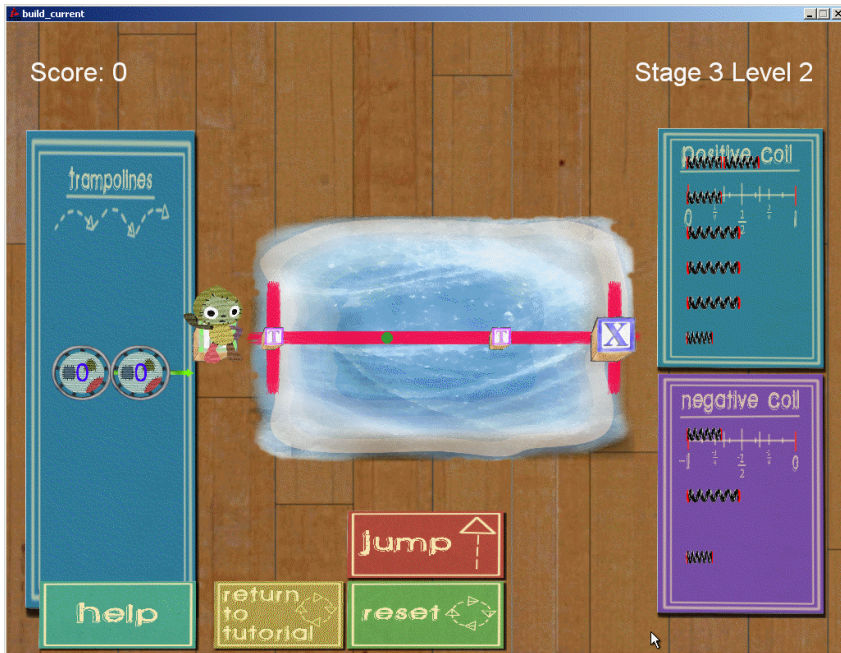 build_current
Score: 0
Stage 3 Level 2
trampolines
0
0
T
T
X
positive coil
0
1
2
1
negative coil
-1
-1
2
0
jump
help
return
to
tutorial
reset